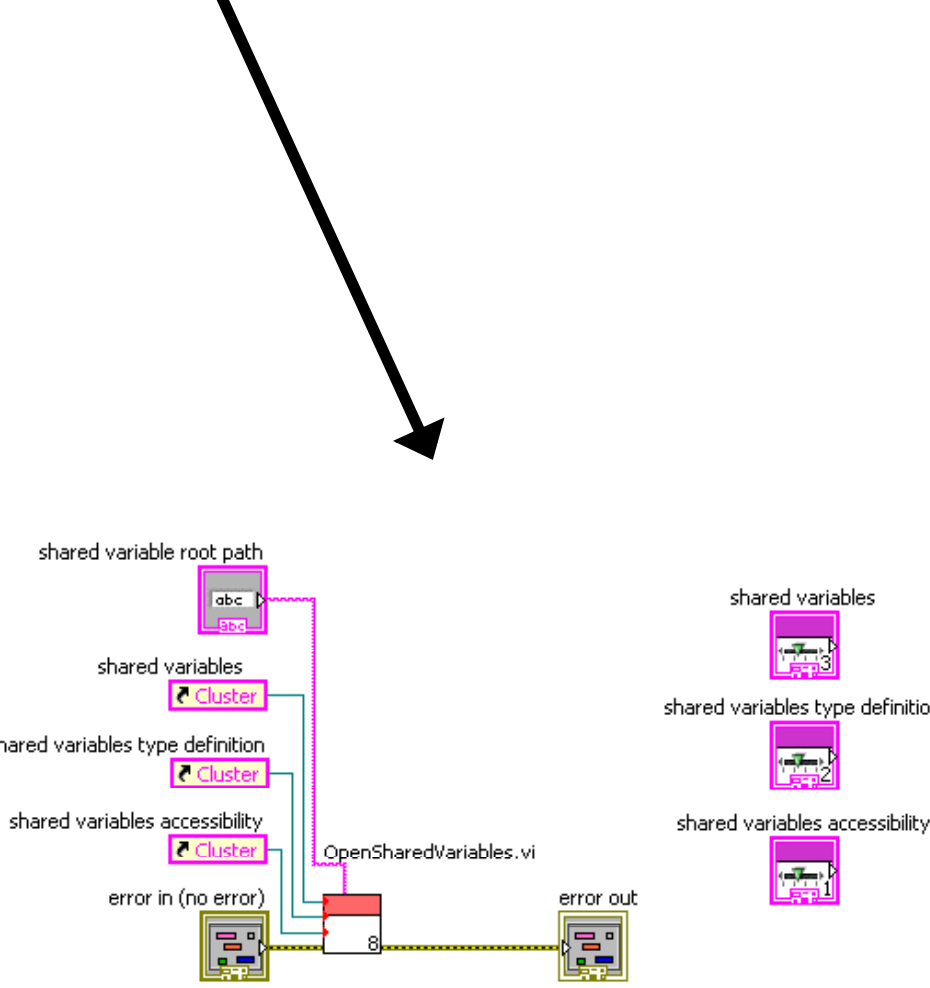 shared variable root path
abc
abc
shared variables
Cluster
hared variables type definition
Cluster
shared variables accessibility
Cluster
OpenSharedVariables.vi
8
error in (no error)
error out
shared variables
3
shared variables type definitio
2
shared variables accessibility
1